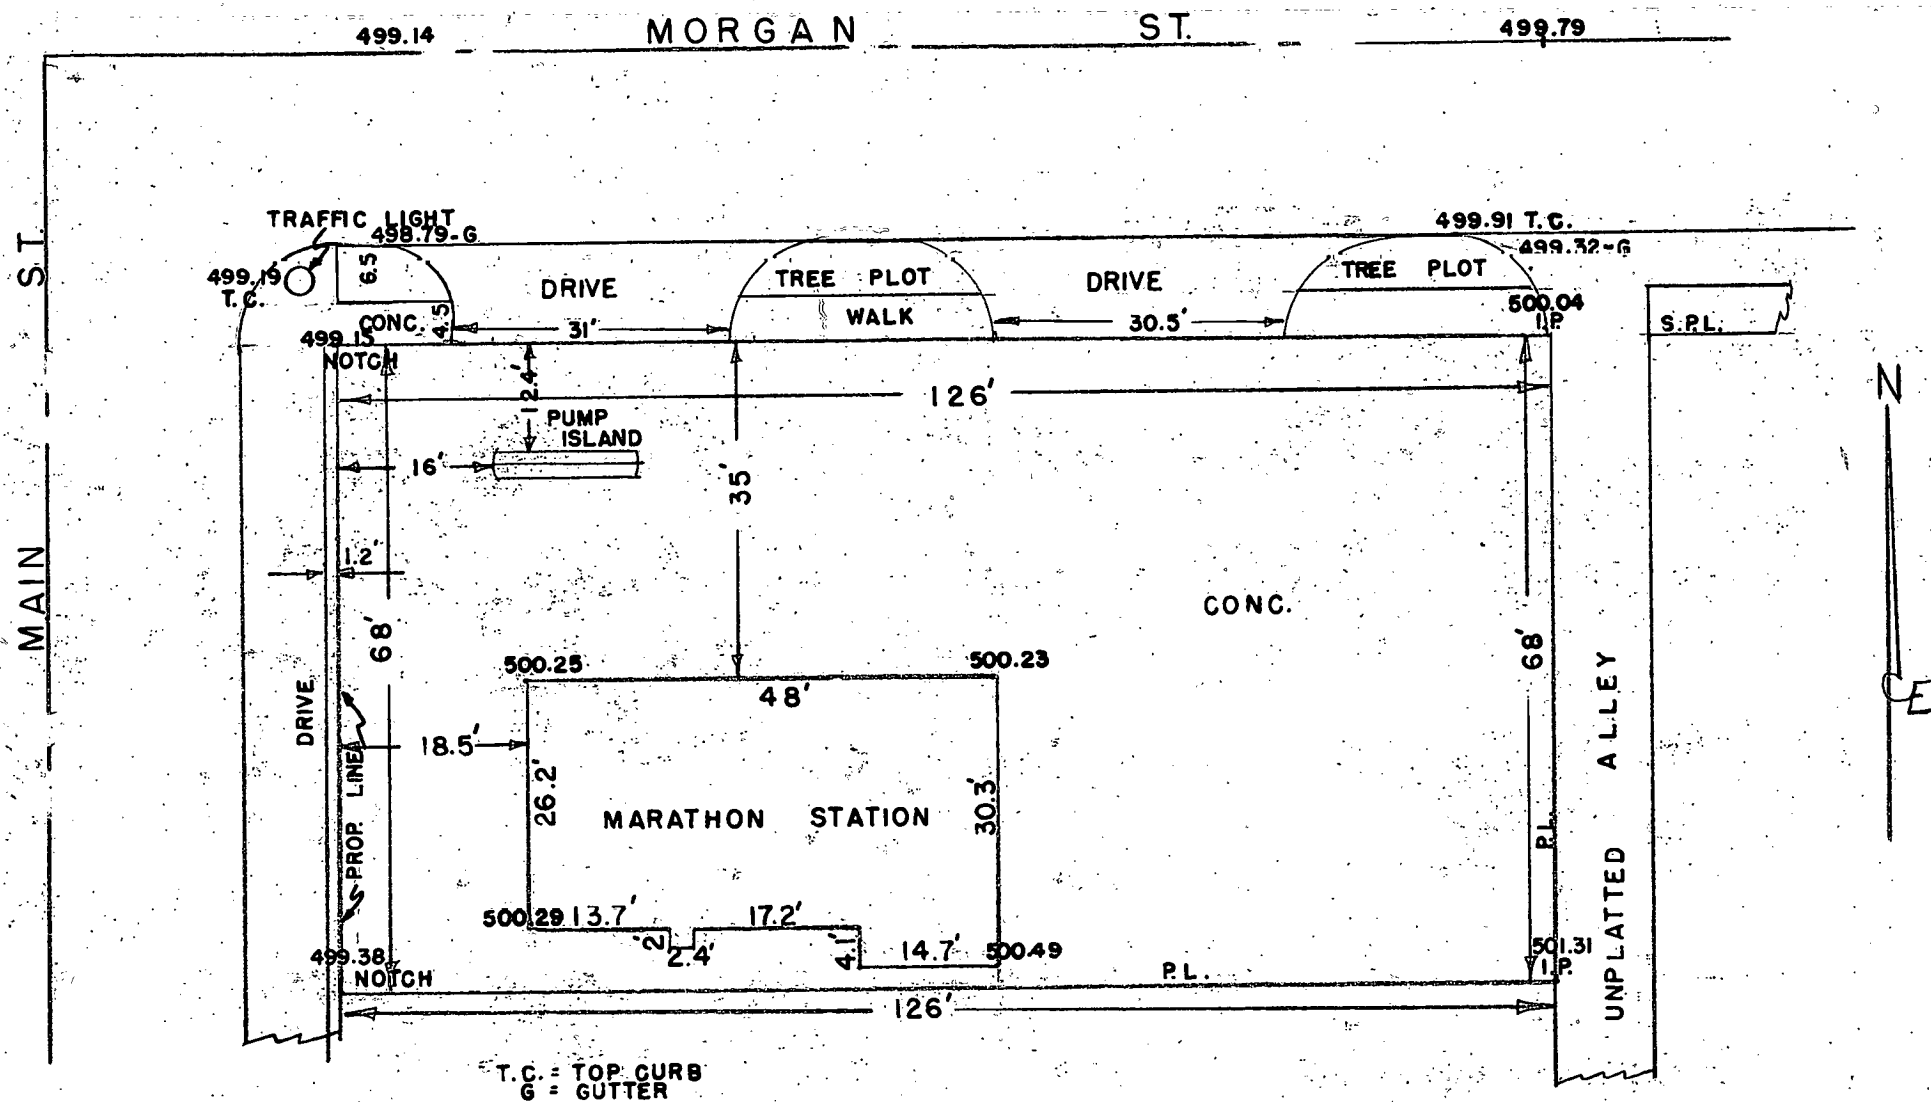 499.14
MORGAN ST.
499.79
MAIN ST.
TRAFFIC LIGHT
498.79-G
499.91 T.C.
499.32-G
499.19
T.C.
6.5
DRIVE
TREE PLOT
DRIVE
TREE PLOT
500.04
I.P.
CONC.
4.5
31'
WALK
30.5'
S.P.L.
499.15
NOTCH
12.4'
126'
N
PUMP
ISLAND
16'
35'
1.2'
68'
CONC.
68'
500.25
500.23
48'
E
DRIVE
PROP. LINE
18.5'
26.2'
MARATHON STATION
30.3'
P.L.
UNPLATTED ALLEY
500.29
13.7'
2'
2.4'
17.2'
4.1'
14.7'
500.49
501.31
I.P.
499.38
NOTCH
P.L.
126'
T.C. = TOP CURB
G = GUTTER